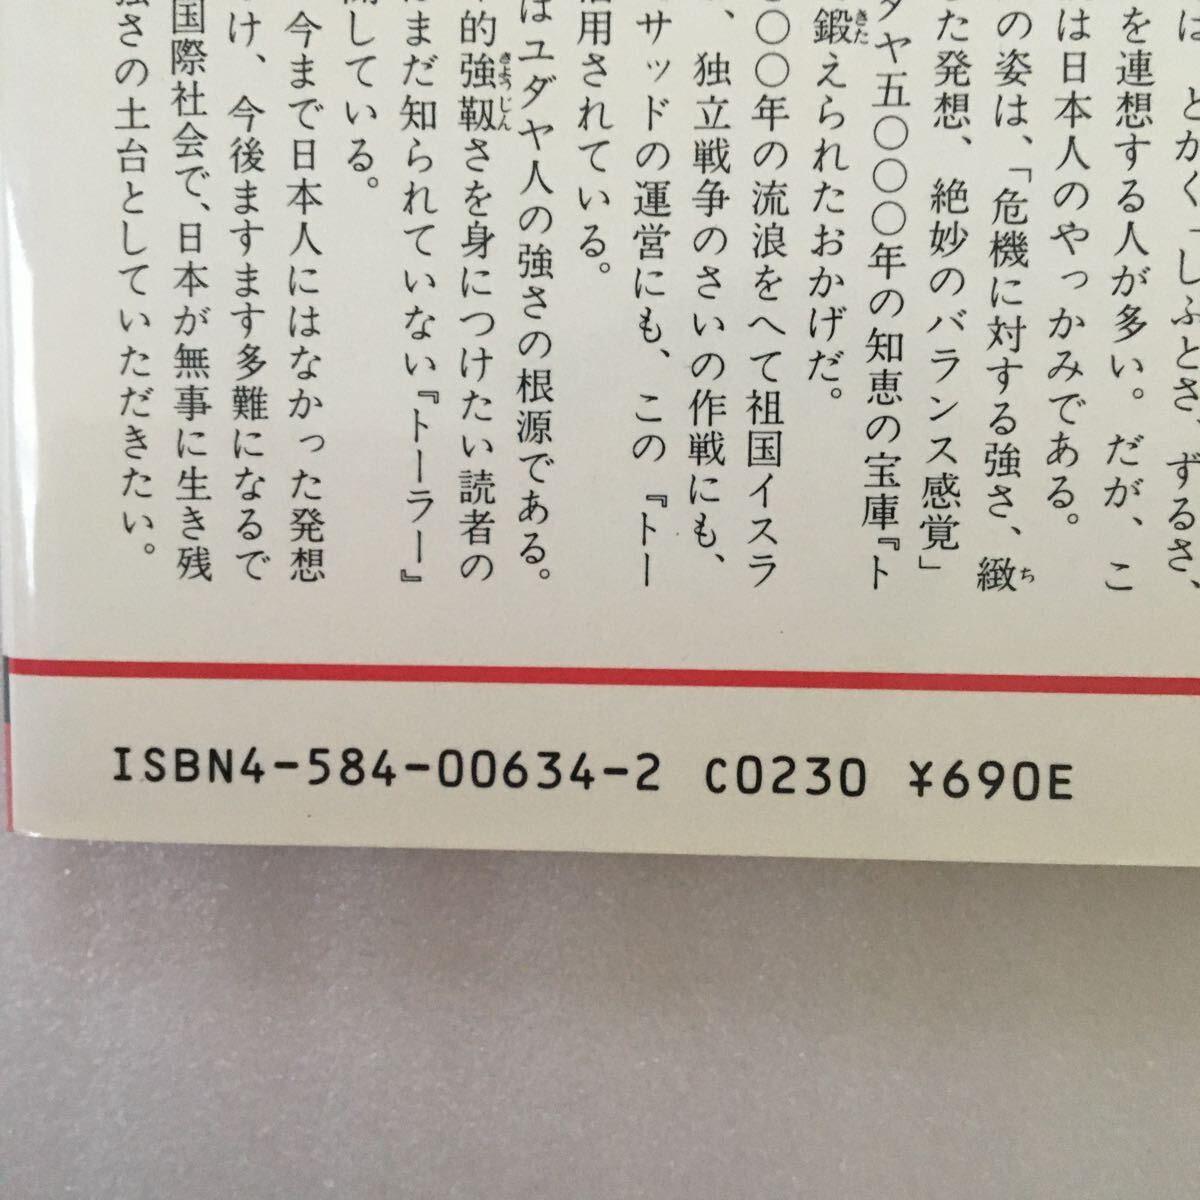 は、とかく「しぶとさ、ずるさ、
を連想する人が多い。だが、こ
は日本人のやっかみである。
の姿は、「危機に対する強さ、緻
た発想、絶妙のバランス感覚」
ダヤ五〇〇〇年の知恵の宝庫『ト
鍛えられたおかげだ。
〇〇年の流浪をへて祖国イスラ
、独立戦争のさいの作戦にも、
サッドの運営にも、この『トー
活用されている。
はユダヤ人の強さの根源である。
的強靱さを身につけたい読者の
まだ知られていない『トーラー』
開している。
今まで日本人にはなかった発想
け、今後ますます多難になるで
国際社会で、日本が無事に生き残
強さの土台としていただきたい。
ISBN4-584-00634-2 C0230 ¥690E